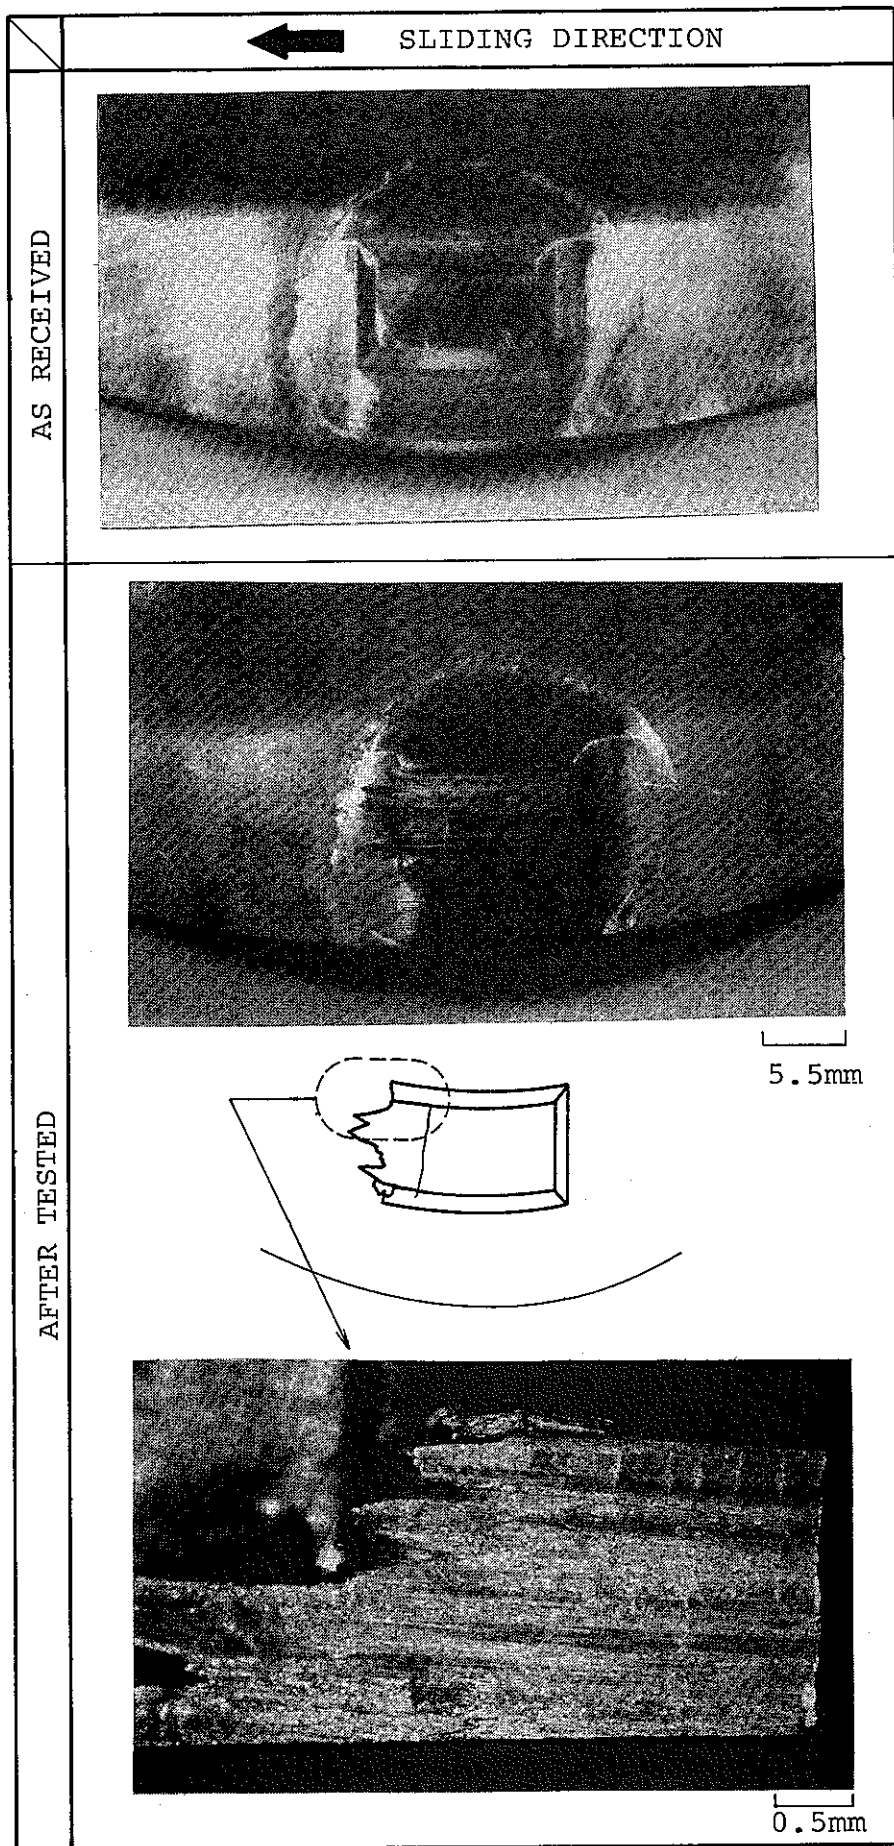 SLIDING DIRECTION
AS RECEIVED
5.5mm
AFTER TESTED
0.5mm